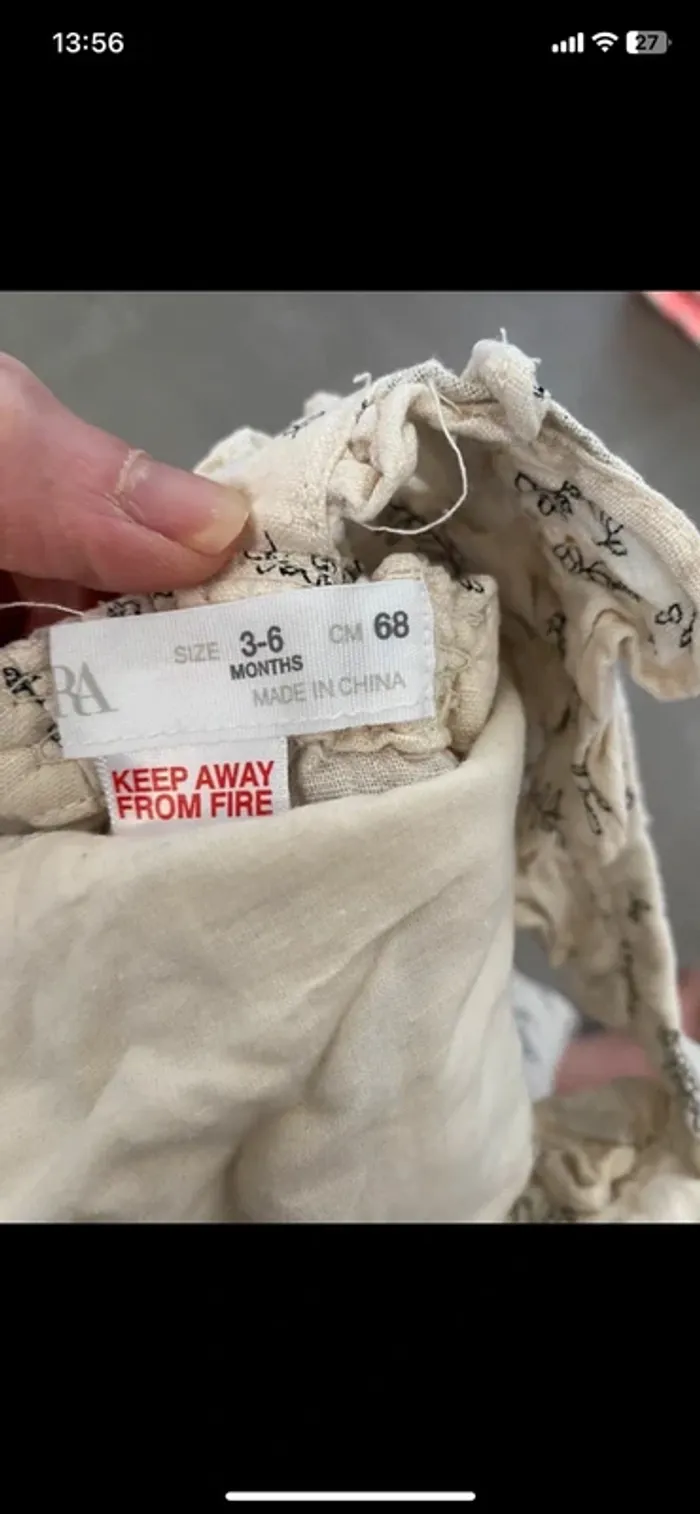 13:56
27
RA
SIZE 3-6 CM 68
MONTHS
MADE IN CHINA
KEEP AWAY
FROM FIRE